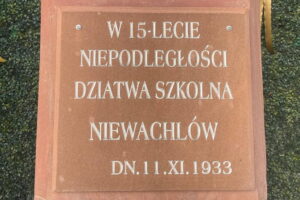 W 15-LECIE
NIEPODLEGŁOŚCI
DZIATWA SZKOLNA
NIEWACHLÓW
DN. 11. XI. 1933